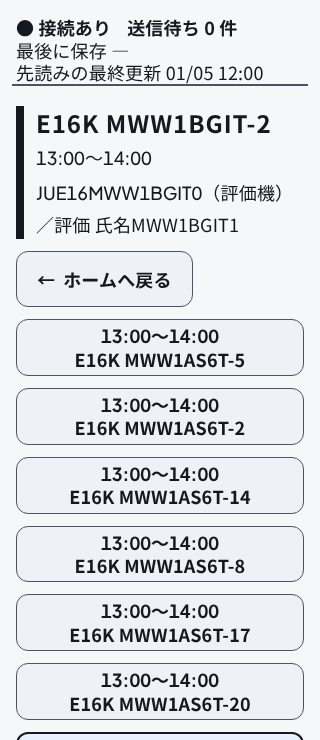 ● 接続あり　送信待ち 0 件
最後に保存 —
先読みの最終更新 01/05 12:00
E16K MWW1BGIT-2
13:00〜14:00
JUE16MWW1BGIT0（評価機）
／評価 氏名MWW1BGIT1
← ホームへ戻る
13:00〜14:00
E16K MWW1AS6T-5
13:00〜14:00
E16K MWW1AS6T-2
13:00〜14:00
E16K MWW1AS6T-14
13:00〜14:00
E16K MWW1AS6T-8
13:00〜14:00
E16K MWW1AS6T-17
13:00〜14:00
E16K MWW1AS6T-20